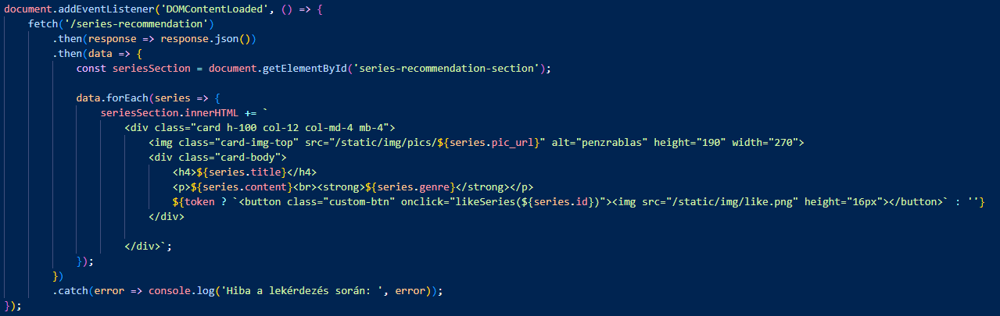 document.addEventListener('DOMContentLoaded', () => {
    fetch('/series-recommendation')
        .then(response => response.json())
        .then(data => {
            const seriesSection = document.getElementById('series-recommendation-section');

            data.forEach(series => {
                seriesSection.innerHTML += `
                    <div class="card h-100 col-12 col-md-4 mb-4">
                        <img class="card-img-top" src="/static/img/pics/${series.pic_url}" alt="penzrablas" height="190" width="270">
                        <div class="card-body">
                            <h4>${series.title}</h4>
                            <p>${series.content}<br><strong>${series.genre}</strong></p>
                            ${token ? `<button class="custom-btn" onclick="likeSeries(${series.id})"><img src="/static/img/like.png" height="16px"></button>` : ''}
                        </div>

                    </div>`;
            });
        })
        .catch(error => console.log('Hiba a lekérdezés során: ', error));
});